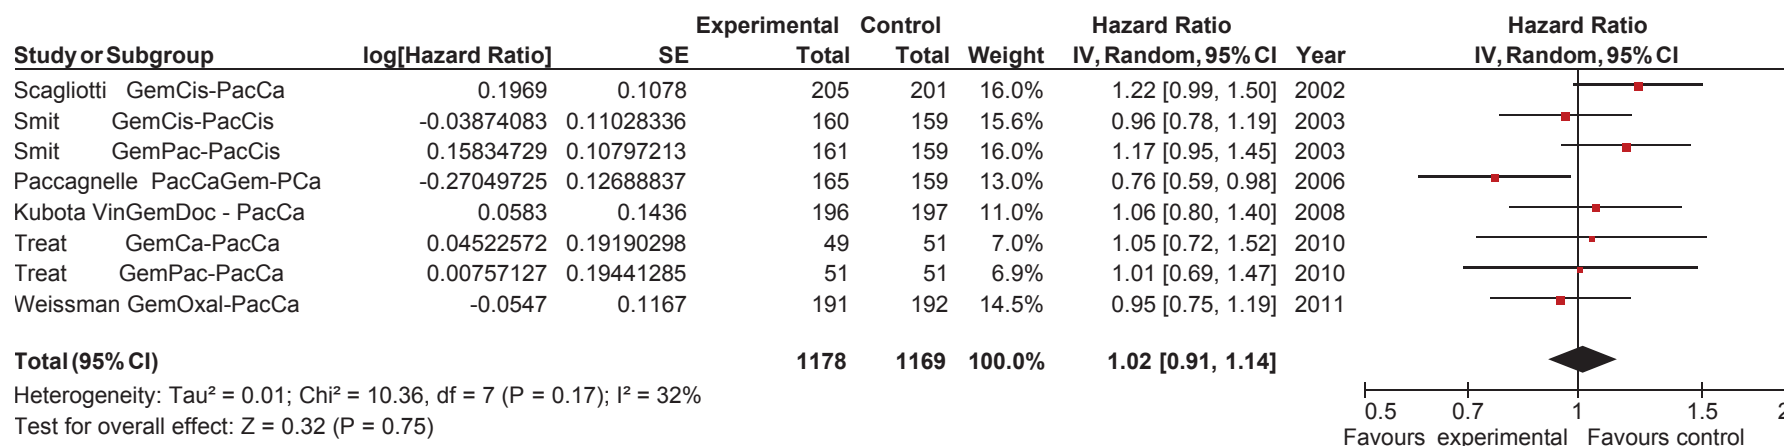 Experimental Control Hazard Ratio Hazard Ratio
Study or Subgroup log[Hazard Ratio] SE Total Total Weight IV, Random, 95% CI Year IV, Random, 95% CI
Scagliotti GemCis-PacCa 0.1969 0.1078 205 201 16.0% 1.22 [0.99, 1.50] 2002
Smit GemCis-PacCis -0.03874083 0.11028336 160 159 15.6% 0.96 [0.78, 1.19] 2003
Smit GemPac-PacCis 0.15834729 0.10797213 161 159 16.0% 1.17 [0.95, 1.45] 2003
Paccagnelle PacCaGem-PCa -0.27049725 0.12688837 165 159 13.0% 0.76 [0.59, 0.98] 2006
Kubota VinGemDoc - PacCa 0.0583 0.1436 196 197 11.0% 1.06 [0.80, 1.40] 2008
Treat GemCa-PacCa 0.04522572 0.19190298 49 51 7.0% 1.05 [0.72, 1.52] 2010
Treat GemPac-PacCa 0.00757127 0.19441285 51 51 6.9% 1.01 [0.69, 1.47] 2010
Weissman GemOxal-PacCa -0.0547 0.1167 191 192 14.5% 0.95 [0.75, 1.19] 2011
Total (95% CI) 1178 1169 100.0% 1.02 [0.91, 1.14]
Heterogeneity: Tau² = 0.01; Chi² = 10.36, df = 7 (P = 0.17); I² = 32%
Test for overall effect: Z = 0.32 (P = 0.75)
0.5 0.7 1 1.5 2
Favours experimental Favours control